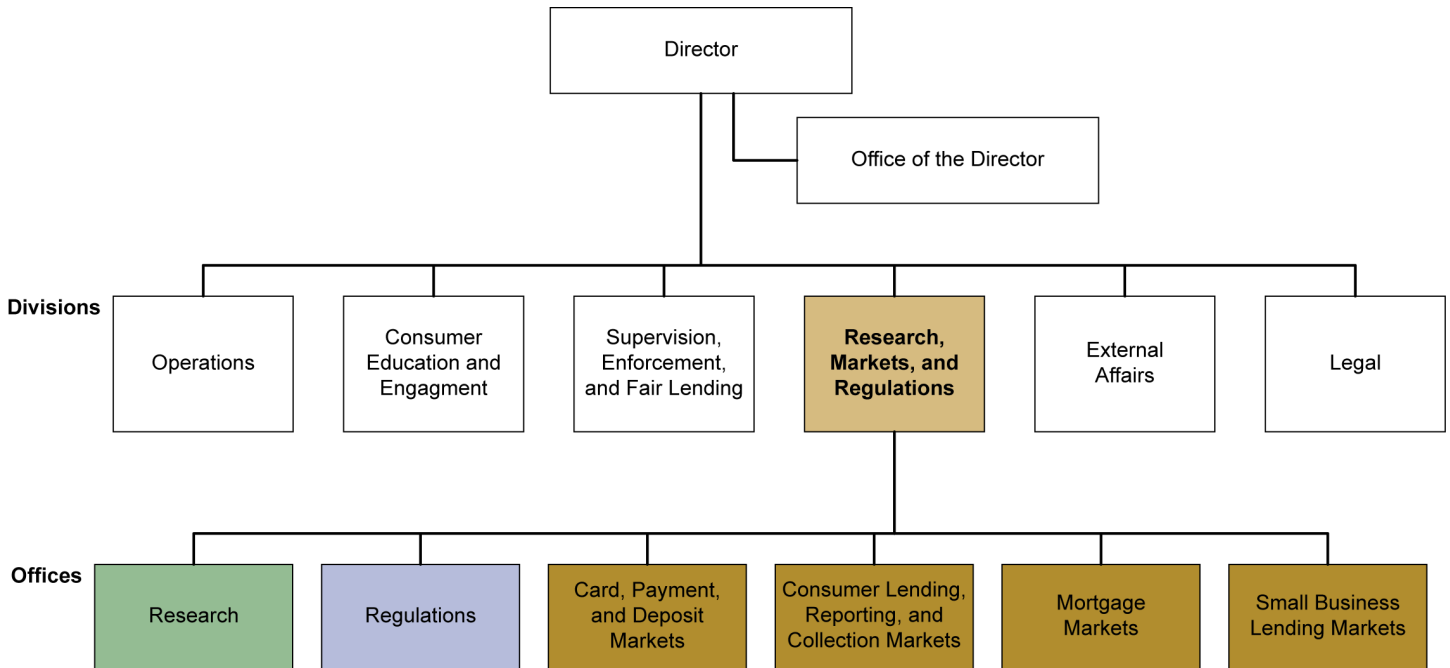 Director
Office of the Director
Divisions
Operations
Consumer
Education and
Engagment
Supervision,
Enforcement,
and Fair Lending
Research,
Markets, and
Regulations
External
Affairs
Legal
Offices
Research
Regulations
Card, Payment,
and Deposit
Markets
Consumer Lending,
Reporting, and
Collection Markets
Mortgage
Markets
Small Business
Lending Markets